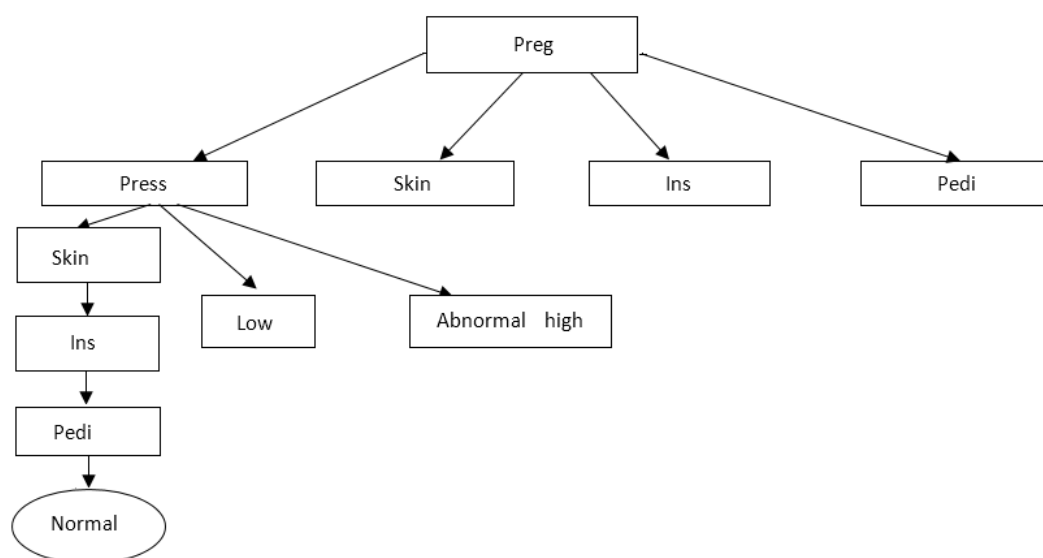 Preg
Press
Skin
Ins
Pedi
Skin
Low
Abnormal high
Ins
Pedi
Normal